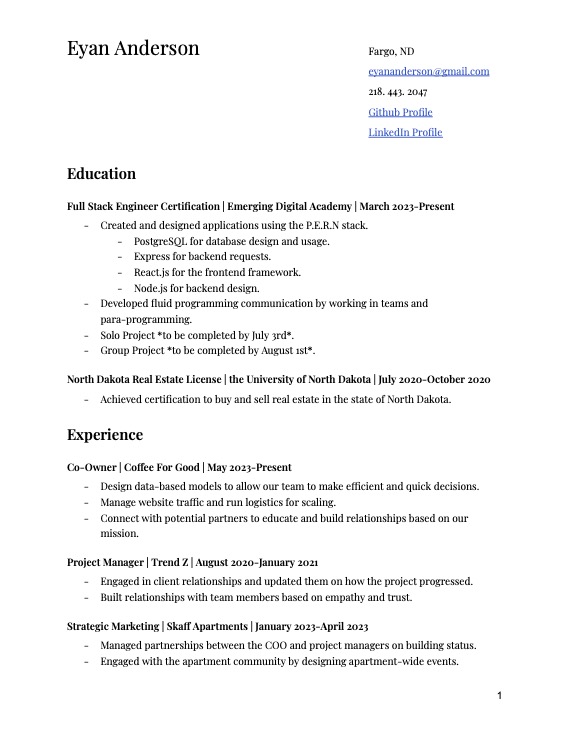 Eyan Anderson
Fargo, ND
eyananderson@gmail.com
218. 443. 2047
Github Profile
LinkedIn Profile
Education
Full Stack Engineer Certification | Emerging Digital Academy | March 2023-Present
- Created and designed applications using the P.E.R.N stack.
- PostgreSQL for database design and usage.
- Express for backend requests.
- React.js for the frontend framework.
- Node.js for backend design.
- Developed fluid programming communication by working in teams and
para-programming.
- Solo Project *to be completed by July 3rd*.
- Group Project *to be completed by August 1st*.
North Dakota Real Estate License | the University of North Dakota | July 2020-October 2020
- Achieved certification to buy and sell real estate in the state of North Dakota.
Experience
Co-Owner | Coffee For Good | May 2023-Present
- Design data-based models to allow our team to make efficient and quick decisions.
- Manage website traffic and run logistics for scaling.
- Connect with potential partners to educate and build relationships based on our
mission.
Project Manager | Trend Z | August 2020-January 2021
- Engaged in client relationships and updated them on how the project progressed.
- Built relationships with team members based on empathy and trust.
Strategic Marketing | Skaff Apartments | January 2023-April 2023
- Managed partnerships between the COO and project managers on building status.
- Engaged with the apartment community by designing apartment-wide events.
1